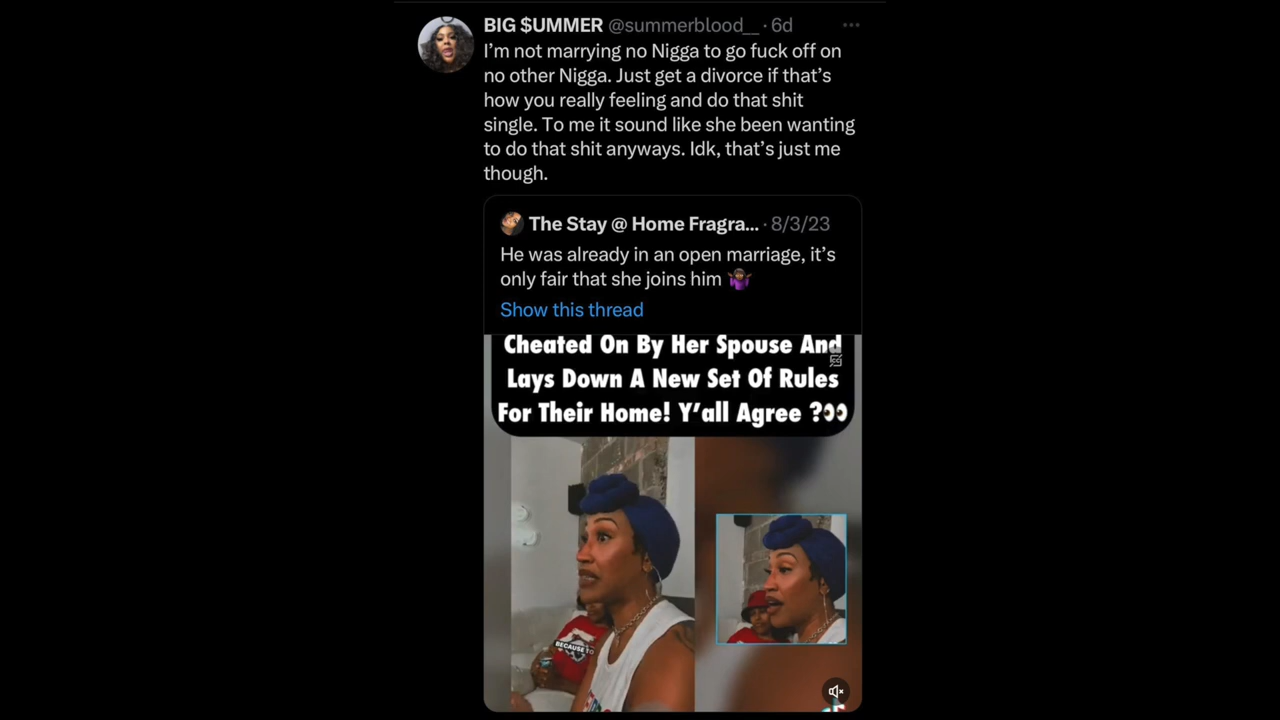 BIG $UMMER @summerblood__ · 6d
I’m not marrying no Nigga to go fuck off on
no other Nigga. Just get a divorce if that’s
how you really feeling and do that shit
single. To me it sound like she been wanting
to do that shit anyways. Idk, that’s just me
though.
The Stay @ Home Fragra... · 8/3/23
He was already in an open marriage, it’s
only fair that she joins him 🤷🏾‍♀️
Show this thread
Cheated On By Her Spouse And
Lays Down A New Set Of Rules
For Their Home! Y’all Agree ?👀
BECAUSE TO